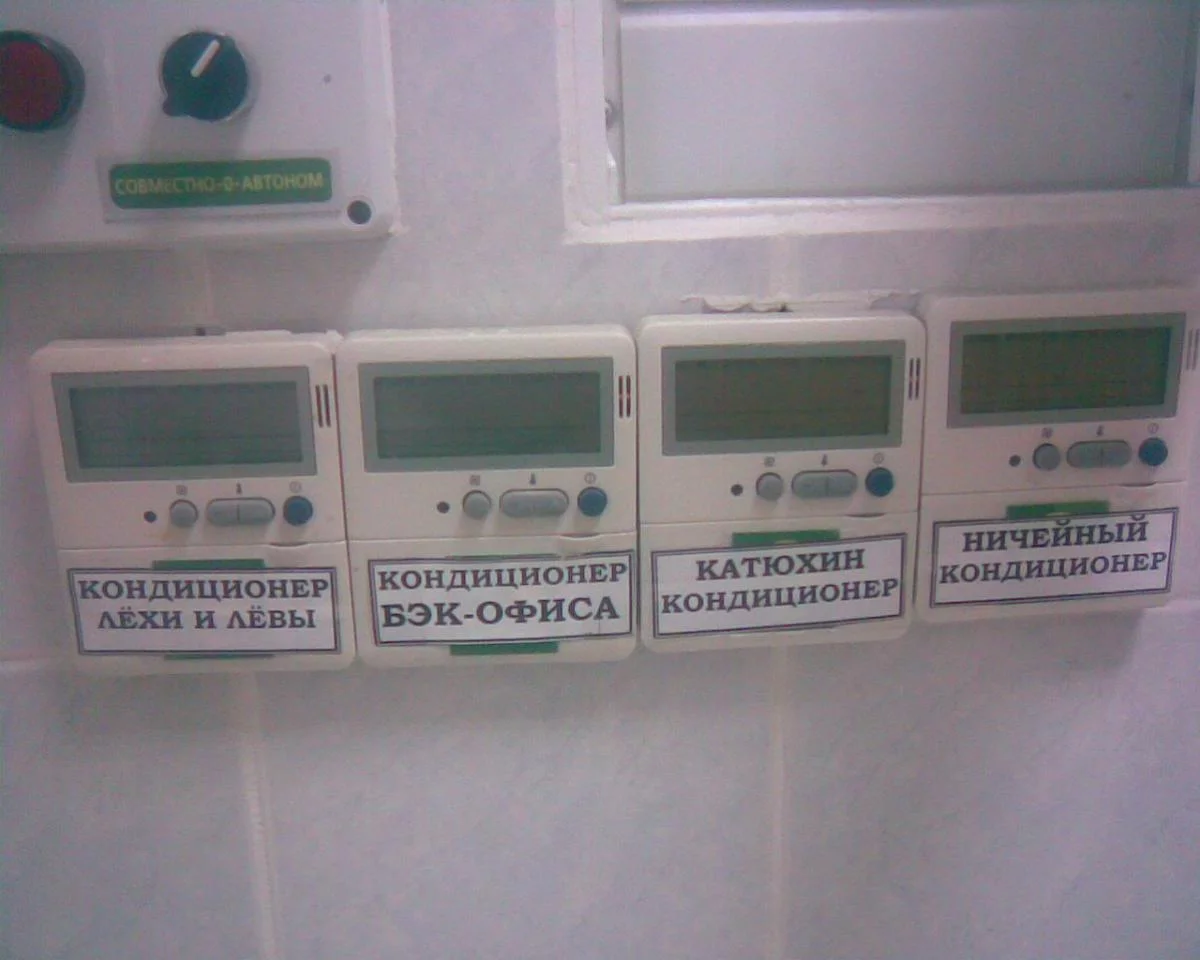 СОВМЕСТНО-0-АВТОНОМ
КОНДИЦИОНЕР
ЛЁХИ И ЛЁВЫ
КОНДИЦИОНЕР
БЭК-ОФИСА
КАТЮХИН
КОНДИЦИОНЕР
НИЧЕЙНЫЙ
КОНДИЦИОНЕР